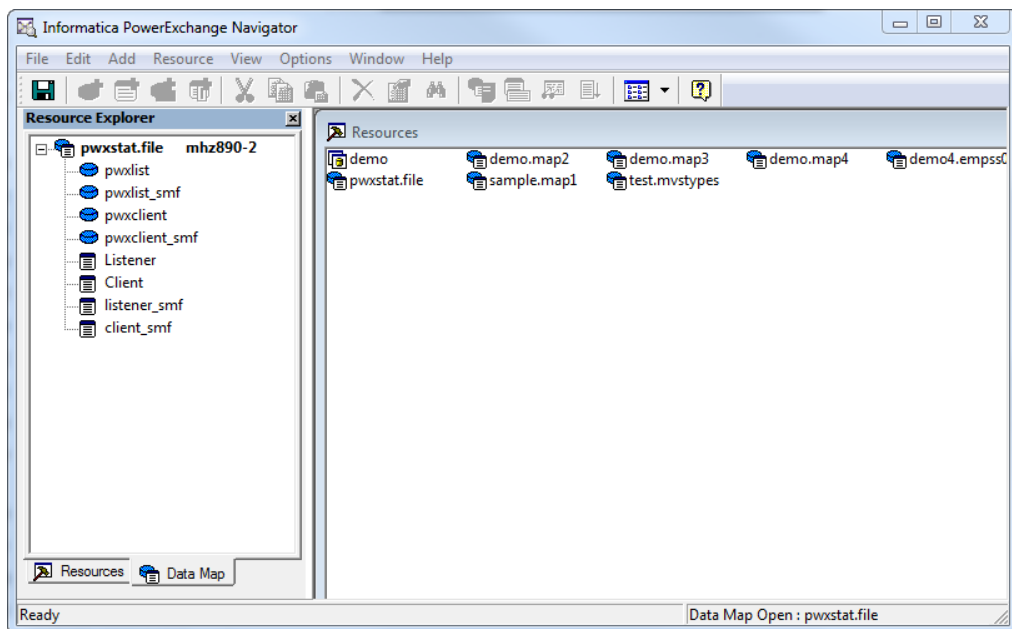 Informatica PowerExchange Navigator
File Edit Add Resource View Options Window Help
Resource Explorer
pwxstat.file mhz890-2
pwxlist
pwxlist_smf
pwxclient
pwxclient_smf
Listener
Client
listener_smf
client_smf
Resources Data Map
Resources
demo demo.map2 demo.map3 demo.map4 demo4.empss0
pwxstat.file sample.map1 test.mvstypes
Ready Data Map Open : pwxstat.file